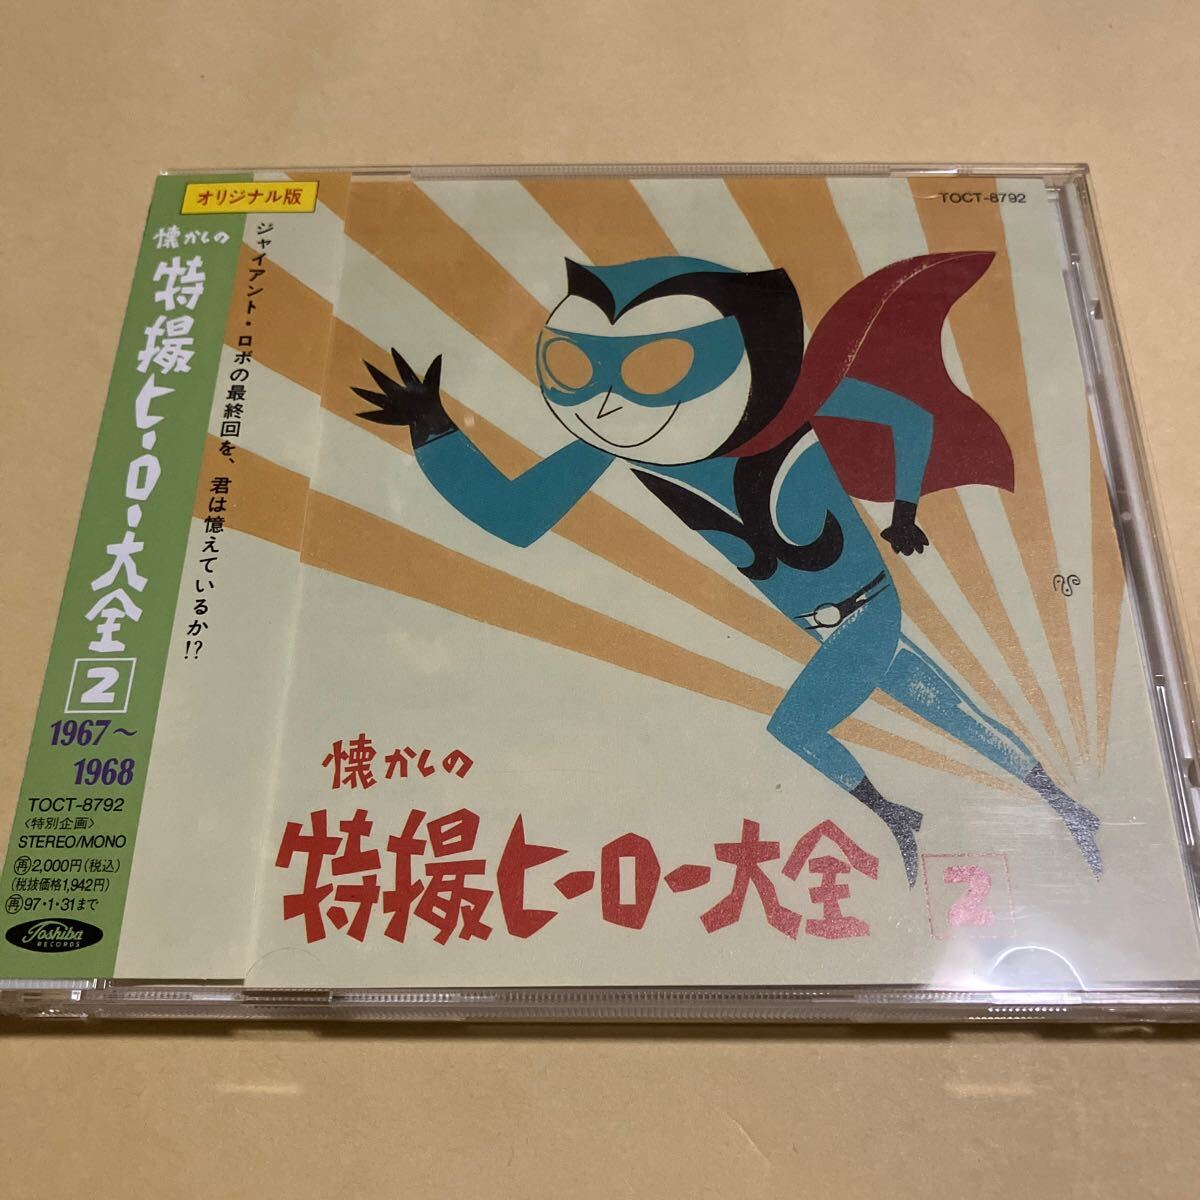 オリジナル版
懐かしの
特撮ヒーロー大全
2
1967〜
1968
TOCT-8792
〈特別企画〉
STEREO/MONO
再2,000円(税込)
(税抜価格1,942円)
再97・1・31まで
Toshiba
RECORDS
ジャイアント・ロボの最終回を、
君は憶えているか!?
TOCT-8792
懐かしの
特撮ヒーロー大全 2